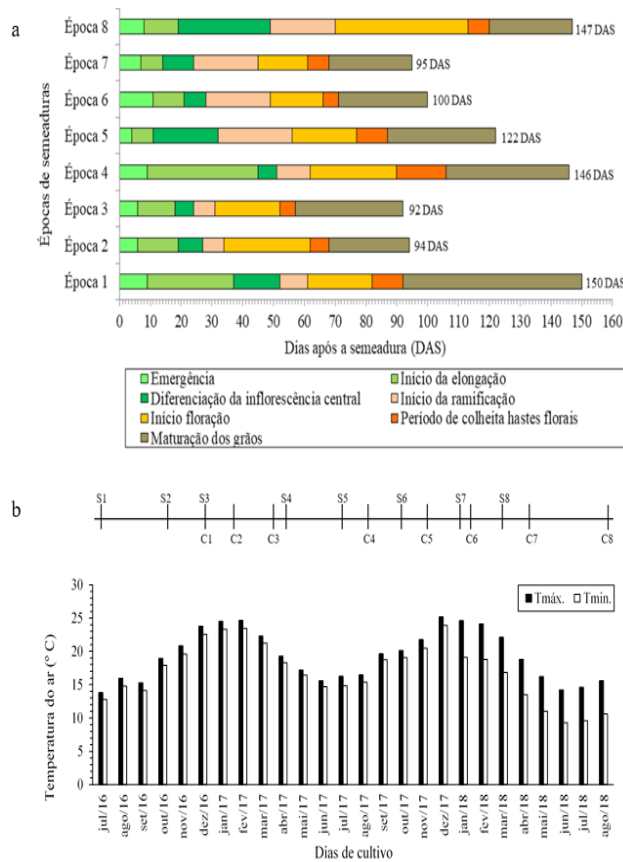 a
Épocas de semeaduras
Época 8
147 DAS
Época 7
95 DAS
Época 6
100 DAS
Época 5
122 DAS
Época 4
146 DAS
Época 3
92 DAS
Época 2
94 DAS
Época 1
150 DAS
0 10 20 30 40 50 60 70 80 90 100 110 120 130 140 150 160
Dias após a semeadura (DAS)
Emergência
Início da elongação
Diferenciação da influrescência central
Início da ramificação
Início floração
Período de colheita hastes florais
Maturação dos grãos
b
S1 S2 S3 S4 S5 S6 S7 S8
C1 C2 C3 C4 C5 C6 C7 C8
Temperatura do ar (° C)
30
25
20
15
10
5
0
Tmáx. Tmin.
jul/16 ago/16 set/16 out/16 nov/16 dez/16 jan/17 fev/17 mar/17 abr/17 mai/17 jun/17 jul/17 ago/17 set/17 out/17 nov/17 dez/17 jan/18 fev/18 mar/18 abr/18 mai/18 jun/18 jul/18 ago/18
Dias de cultivo